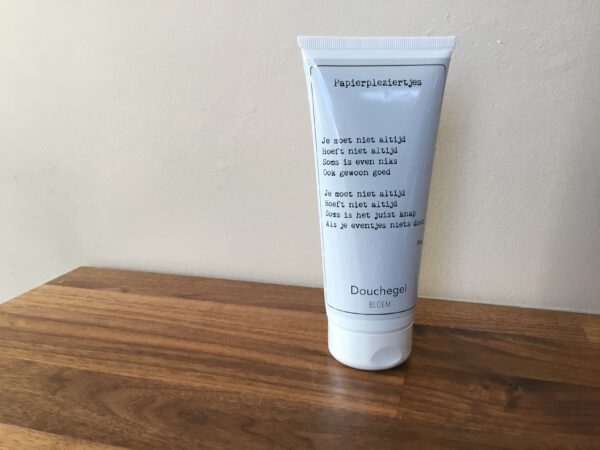 Papierpleziertjes
Je moet niet altijd
Hoeft niet altijd
Soms is even niks
Ook gewoon goed
Je moet niet altijd
Hoeft niet altijd
Soms is het juist knap
Als je eventjes niets doet
Douchegel
BLOEM